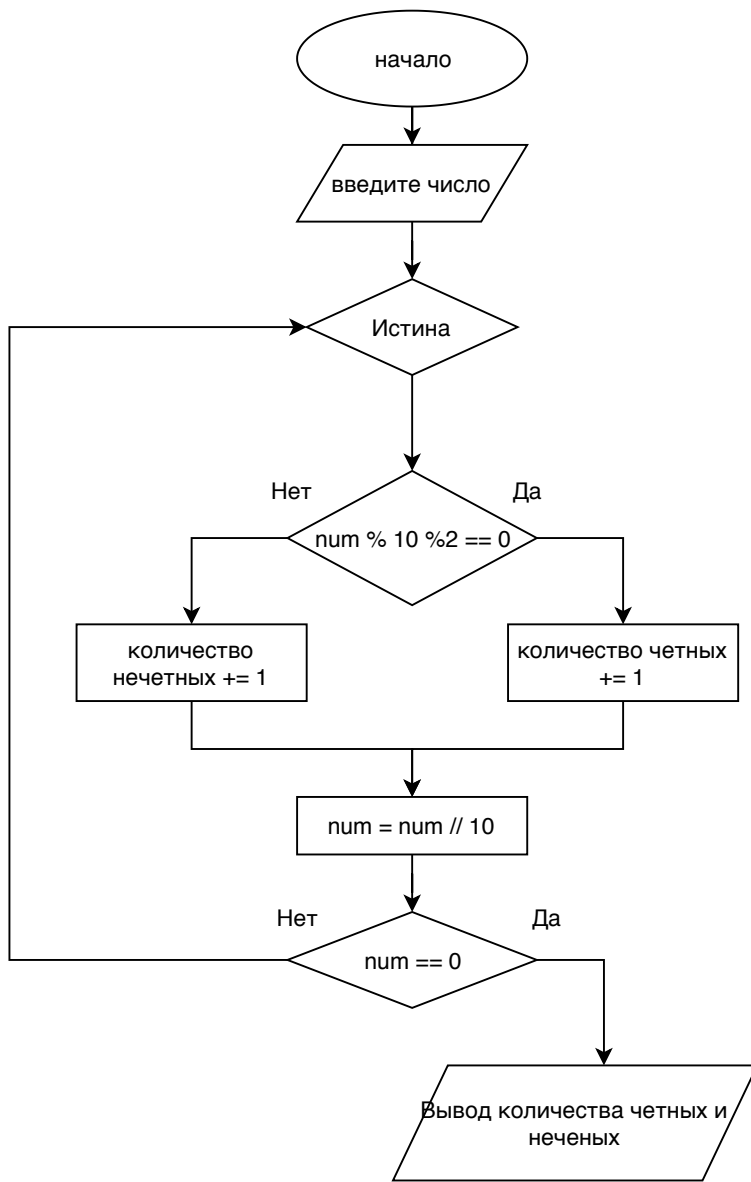 начало
введите число
Истина
Нет
Да
num % 10 %2 == 0
количество
нечетных += 1
количество четных
+= 1
num = num // 10
Нет
Да
num == 0
Вывод количества четных и
неченых